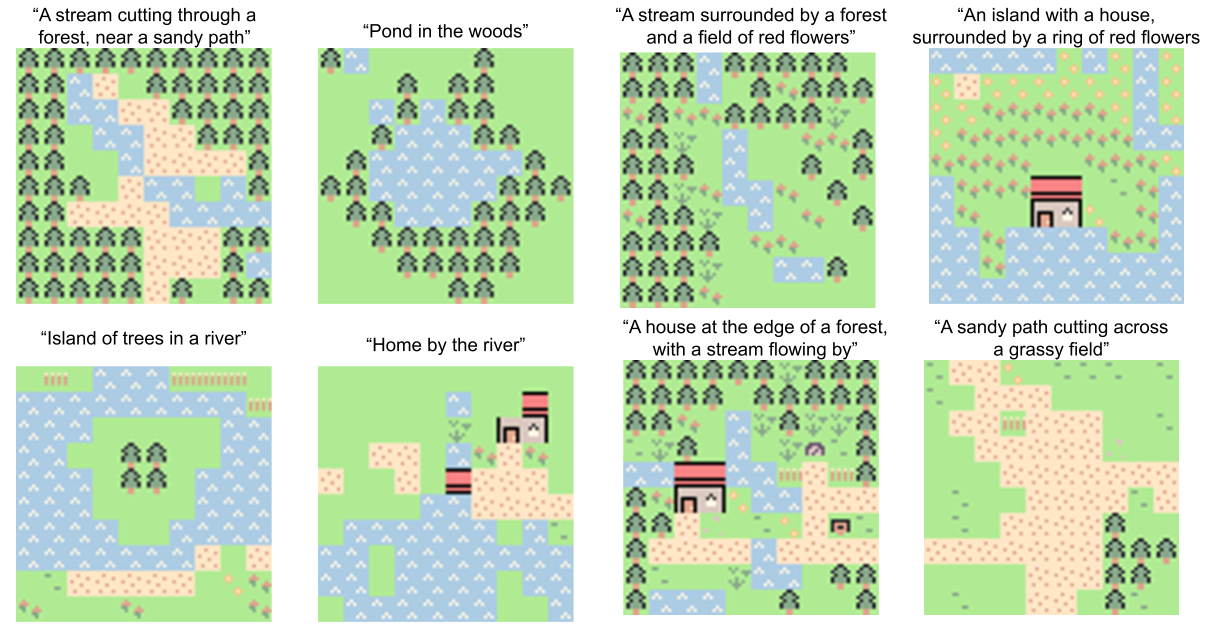 “A stream cutting through a
forest, near a sandy path”
“Pond in the woods”
“A stream surrounded by a forest
and a field of red flowers”
“An island with a house,
surrounded by a ring of red flowers
“Island of trees in a river”
“Home by the river”
“A house at the edge of a forest,
with a stream flowing by”
“A sandy path cutting across
a grassy field”